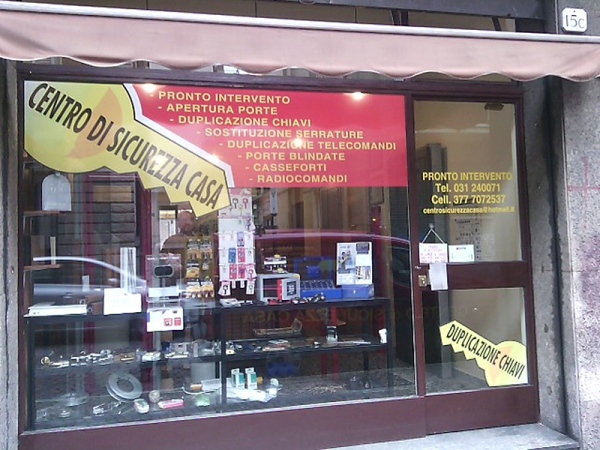 15c
CENTRO DI SICUREZZA CASA
- PRONTO INTERVENTO
- APERTURA PORTE
- DUPLICAZIONE CHIAVI
- SOSTITUZIONE SERRATURE
- DUPLICAZIONE TELECOMANDI
- PORTE BLINDATE
- CASSEFORTI
- RADIOCOMANDI
PRONTO INTERVENTO
Tel. 031 240071
Cell. 377 7072537
centrosicurezzacasa@hotmail.it
DUPLICAZIONE CHIAVI